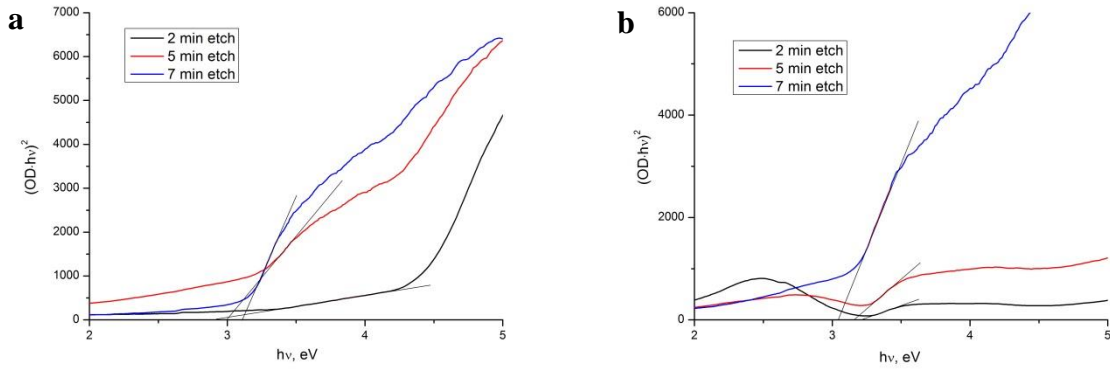 a
7000
6000
5000
4000
3000
2000
1000
0
(OD·hν)²
2 min etch
5 min etch
7 min etch
2 3 4 5
hν, eV
b
6000
4000
2000
0
(OD·hν)²
2 min etch
5 min etch
7 min etch
2 3 4 5
hν, eV